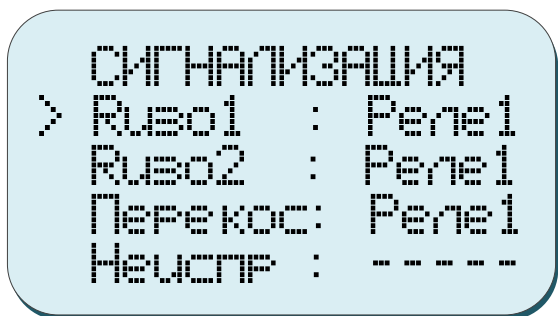 СИГНАЛИЗАЦИЯ
> Rизо1 : Реле1
Rизо2 : Реле1
Перекос: Реле1
Неиспр : -----